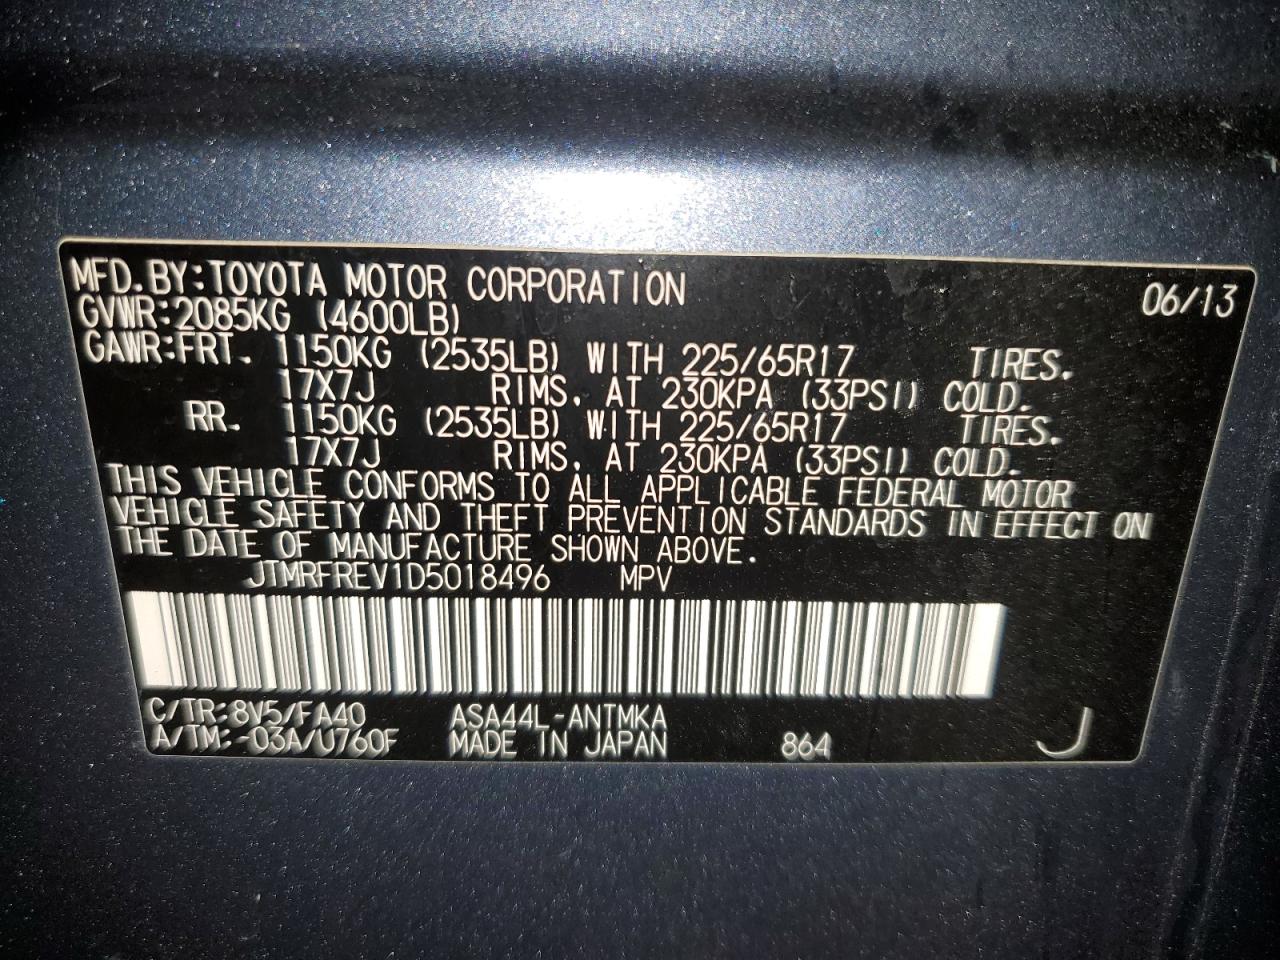 MFD. BY: TOYOTA MOTOR CORPORATION 06/13
GVWR: 2085KG (4600LB)
GAWR: FRT. 1150KG (2535LB) WITH 225/65R17 TIRES.
17X7J RIMS, AT 230KPA (33PSI) COLD.
RR. 1150KG (2535LB) WITH 225/65R17 TIRES.
17X7J RIMS, AT 230KPA (33PSI) COLD.
THIS VEHICLE CONFORMS TO ALL APPLICABLE FEDERAL MOTOR
VEHICLE SAFETY AND THEFT PREVENTION STANDARDS IN EFFECT ON
THE DATE OF MANUFACTURE SHOWN ABOVE.
JTMRFREV1D5018496 MPV
C/TR: 8V5/FA40 ASA44L-ANTMKA
A/TM: -03A/U760F MADE IN JAPAN 864 J